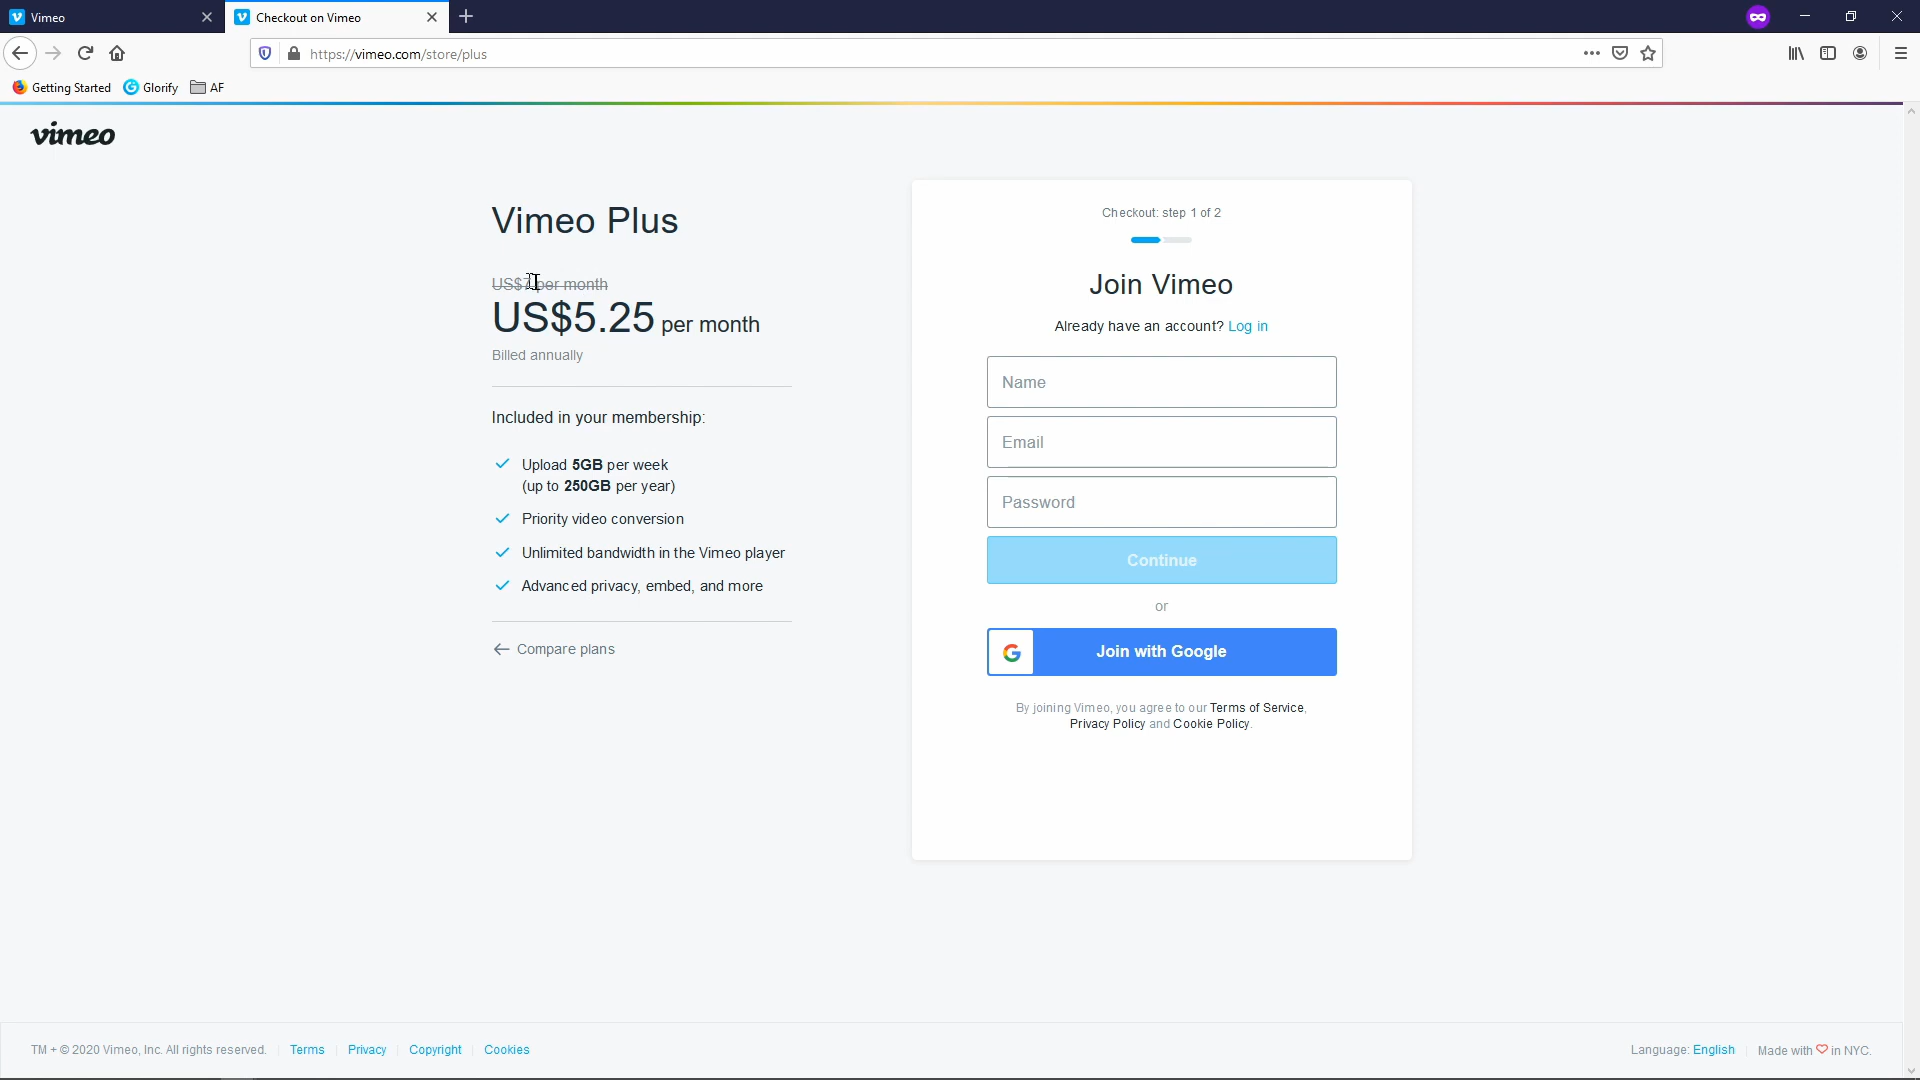 Vimeo
Checkout on Vimeo
https://vimeo.com/store/plus
Getting Started
Glorify
AF
vimeo
Vimeo Plus
US$7 per month
US$5.25 per month
Billed annually
Included in your membership:
Upload 5GB per week
(up to 250GB per year)
Priority video conversion
Unlimited bandwidth in the Vimeo player
Advanced privacy, embed, and more
Compare plans
Checkout: step 1 of 2
Join Vimeo
Already have an account? Log in
Name
Email
Password
Continue
or
Join with Google
By joining Vimeo, you agree to our Terms of Service,
Privacy Policy and Cookie Policy.
TM + © 2020 Vimeo, Inc. All rights reserved. Terms Privacy Copyright Cookies
Language: English Made with ♡ in NYC.